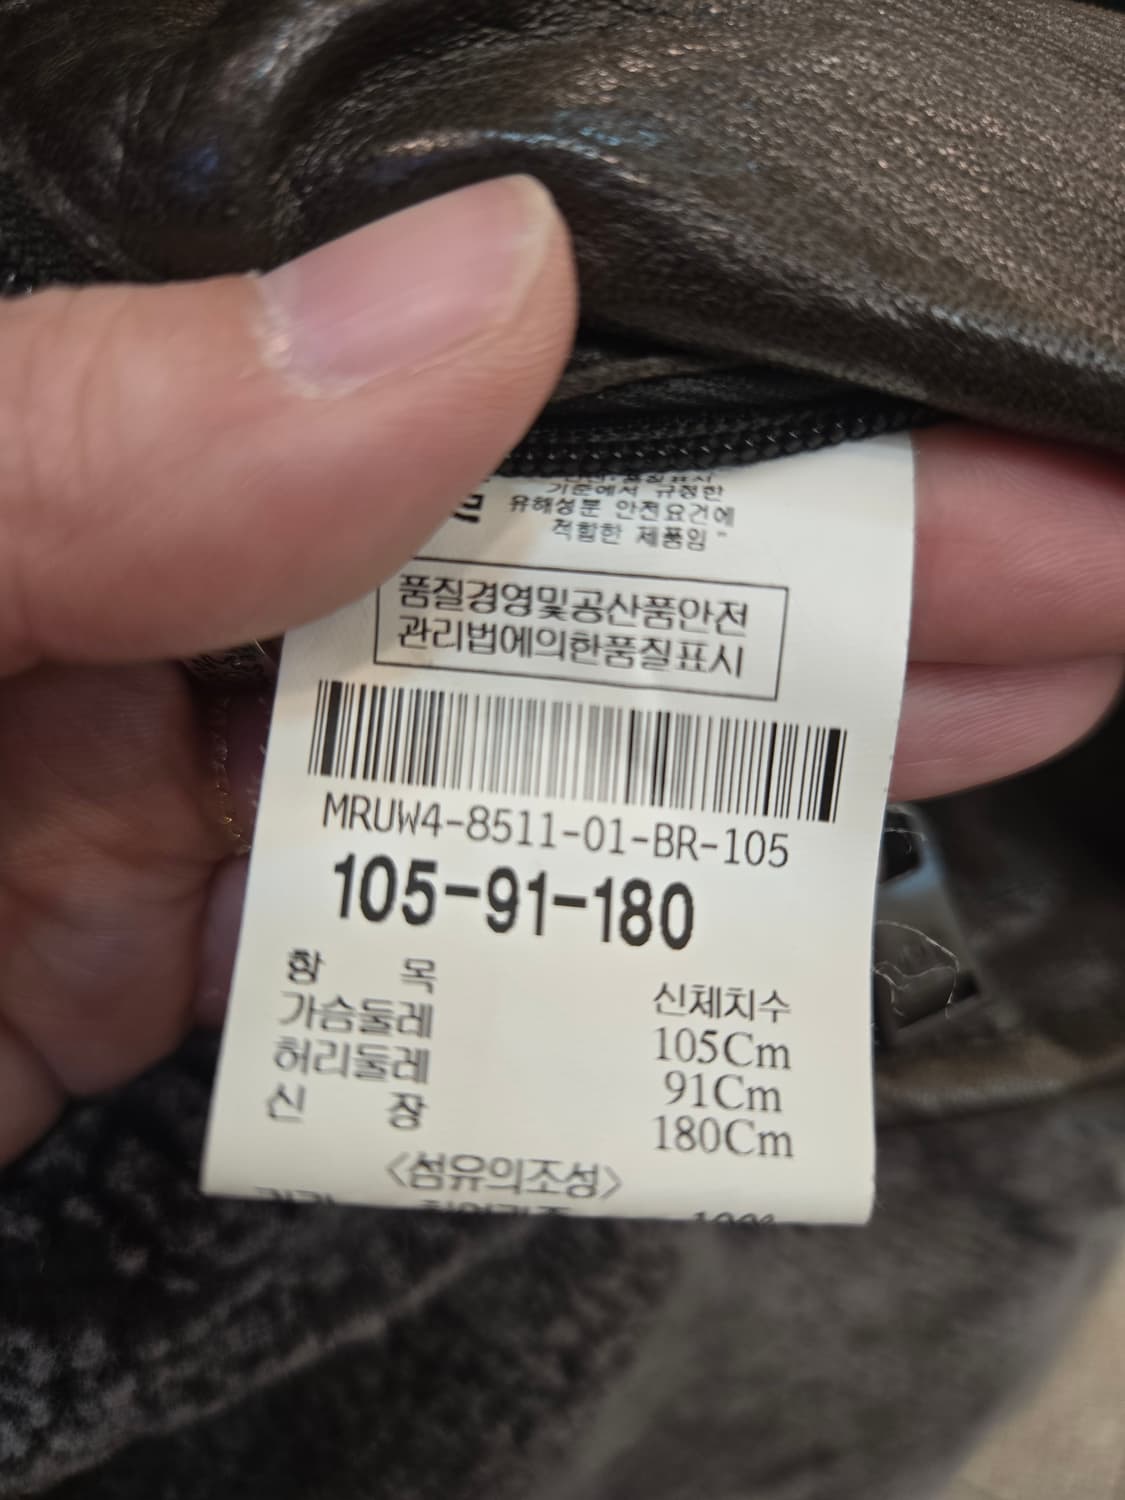 기준에서 규정한
유해성분 안전요건에
적합한 제품임"
품질경영및공산품안전
관리법에의한품질표시
MRUW4-8511-01-BR-105
105-91-180
항 목 신체치수
가슴둘레 105Cm
허리둘레 91Cm
신 장 180Cm
<섬유의조성>